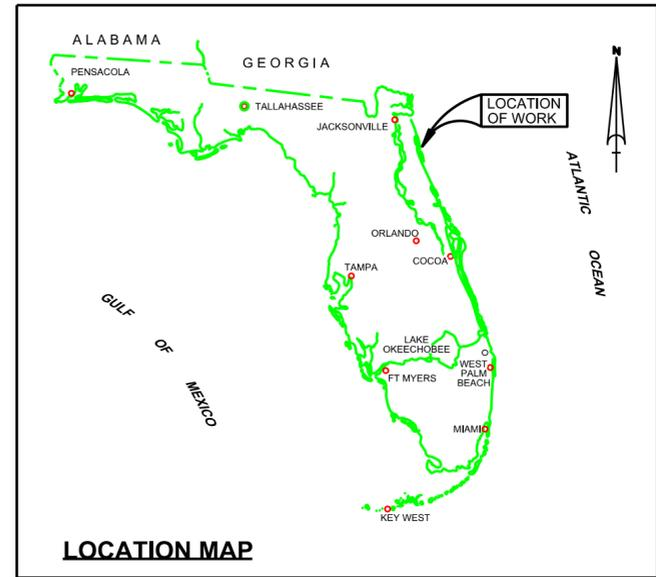 ALABAMA
GEORGIA
PENSACOLA
TALLAHASSEE
JACKSONVILLE
LOCATION
OF WORK
N
ATLANTIC
OCEAN
ORLANDO
COCOA
TAMPA
GULF
OF
MEXICO
LAKE
OKEECHOBEE
FT MYERS
WEST
PALM
BEACH
MIAMI
KEY WEST
LOCATION MAP